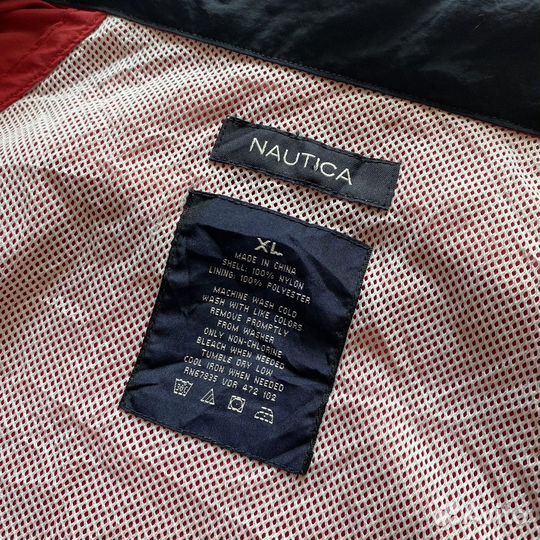 NAUTICA
XL
MADE IN CHINA
SHELL: 100% NYLON
LINING: 100% POLYESTER
MACHINE WASH COLD
WASH WITH LIKE COLORS
REMOVE PROMPTLY
FROM WASHER
ONLY NON-CHLORINE
BLEACH WHEN NEEDED
TUMBLE DRY LOW
COOL IRON WHEN NEEDED
RN67835 VDR 472 102
Avito